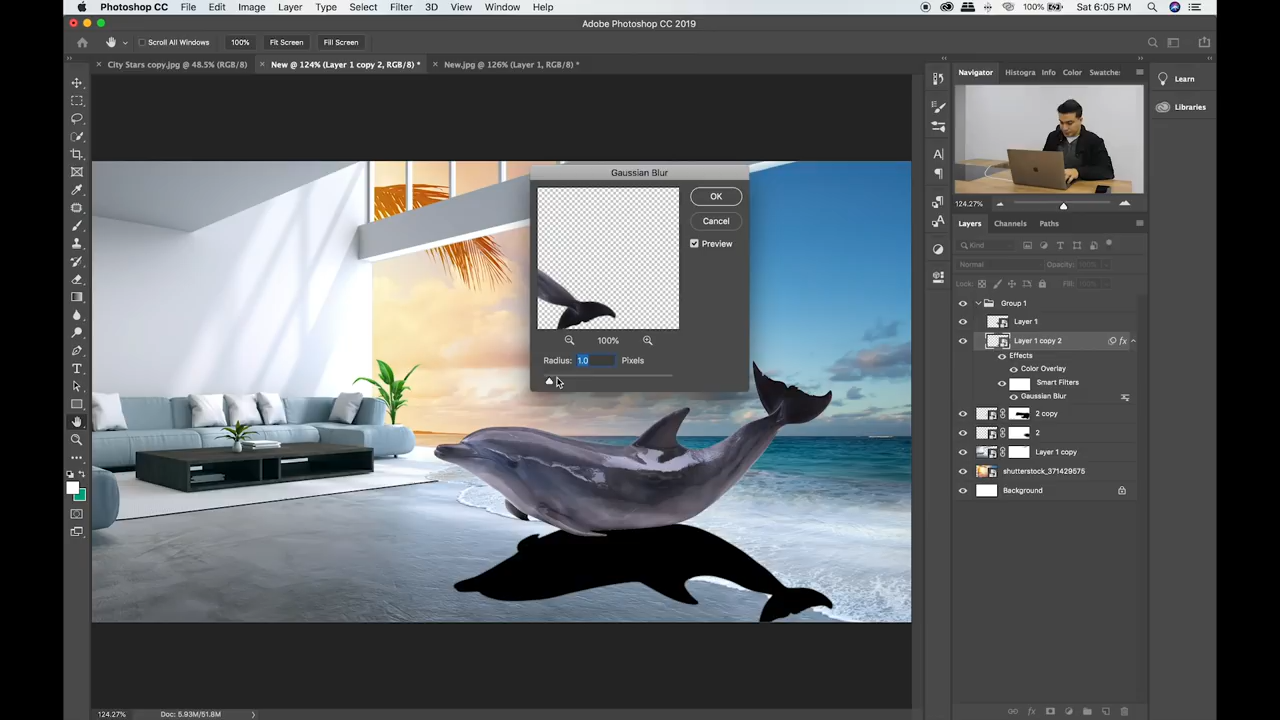 Photoshop CC File Edit Image Layer Type Select Filter 3D View Window Help 100% Sat 6:05 PM
Adobe Photoshop CC 2019
Scroll All Windows 100% Fit Screen Fill Screen
City Stars copy.jpg @ 48.5% (RGB/8) New @ 124% (Layer 1 copy 2, RGB/8) * New.jpg @ 126% (Layer 1, RGB/8) *
Navigator Histogra Info Color Swatche
Learn
Libraries
Gaussian Blur
OK
Cancel
Preview
100%
Radius: 1.0 Pixels
124.27%
Layers Channels Paths
Kind
Normal Opacity: 100%
Lock: Fill:
Group 1
Layer 1
Layer 1 copy 2 fx
Effects
Color Overlay
Smart Filters
Gaussian Blur
2 copy
2
Layer 1 copy
shutterstock_371429575
Background
124.27% Doc: 5.93M/51.8M